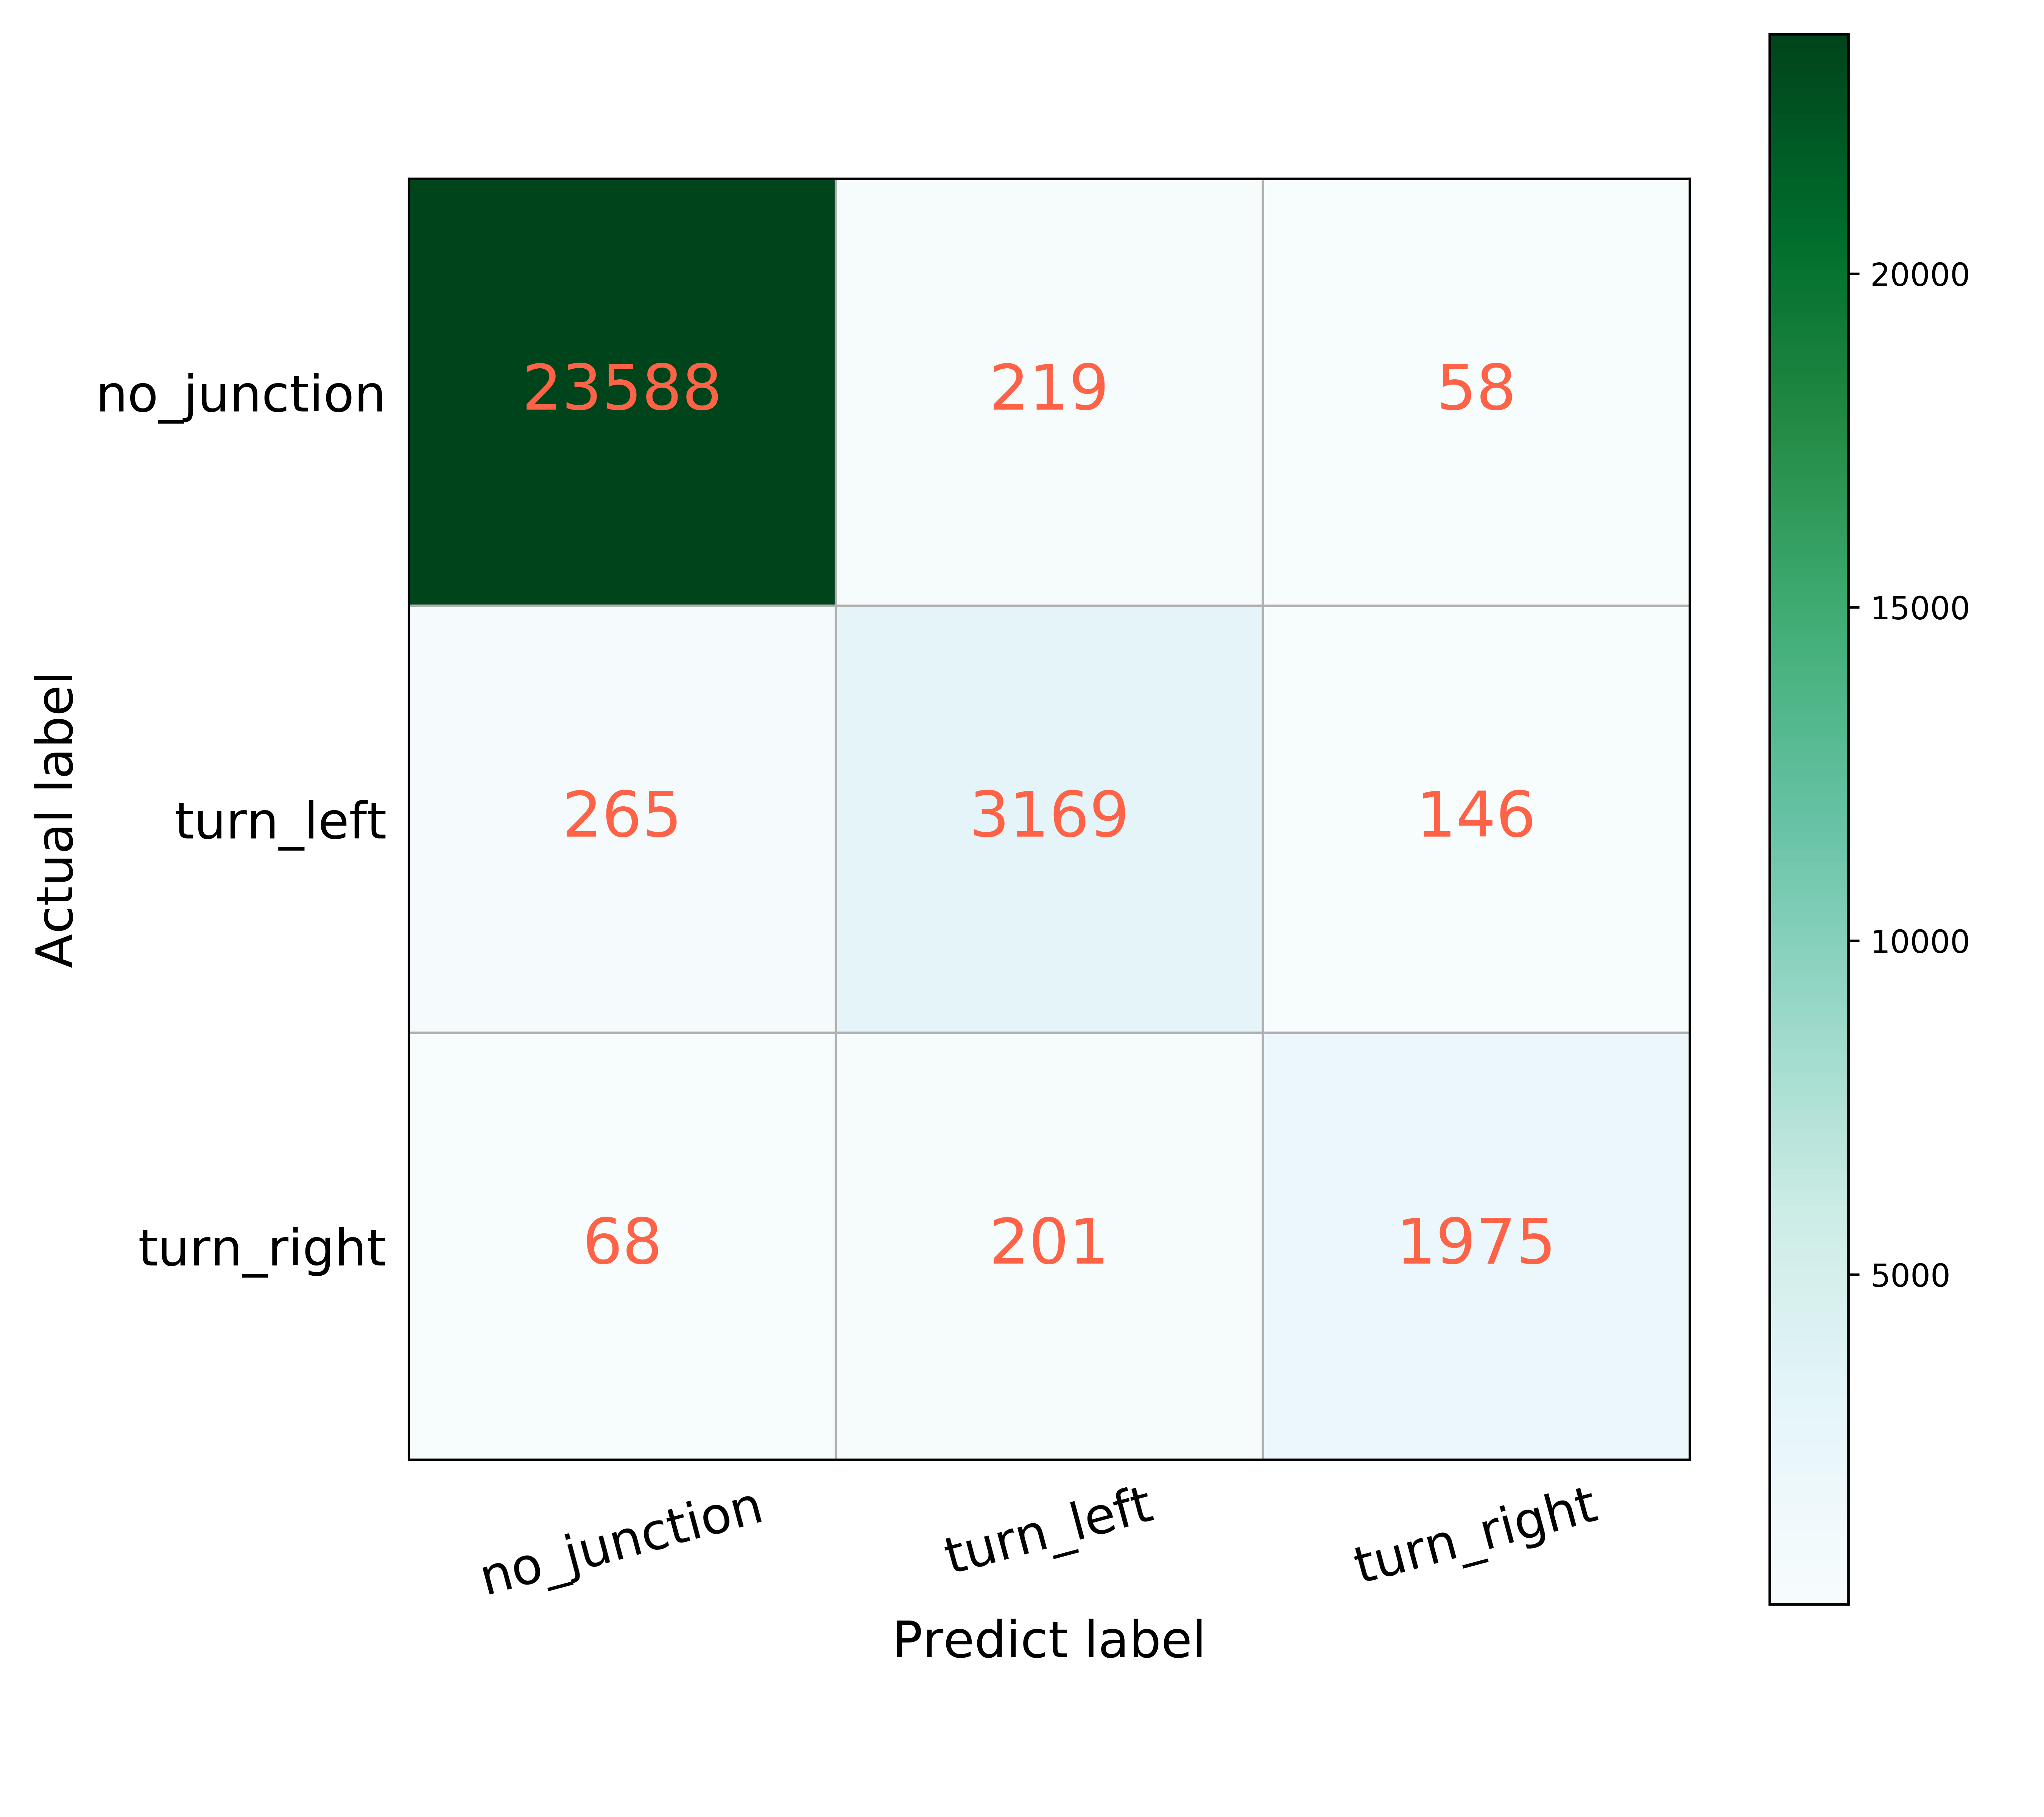 20000
no_junction 23588 219 58
15000
Actual label
turn_left 265 3169 146
10000
turn_right 68 201 1975
5000
no_junction turn_left turn_right
Predict label